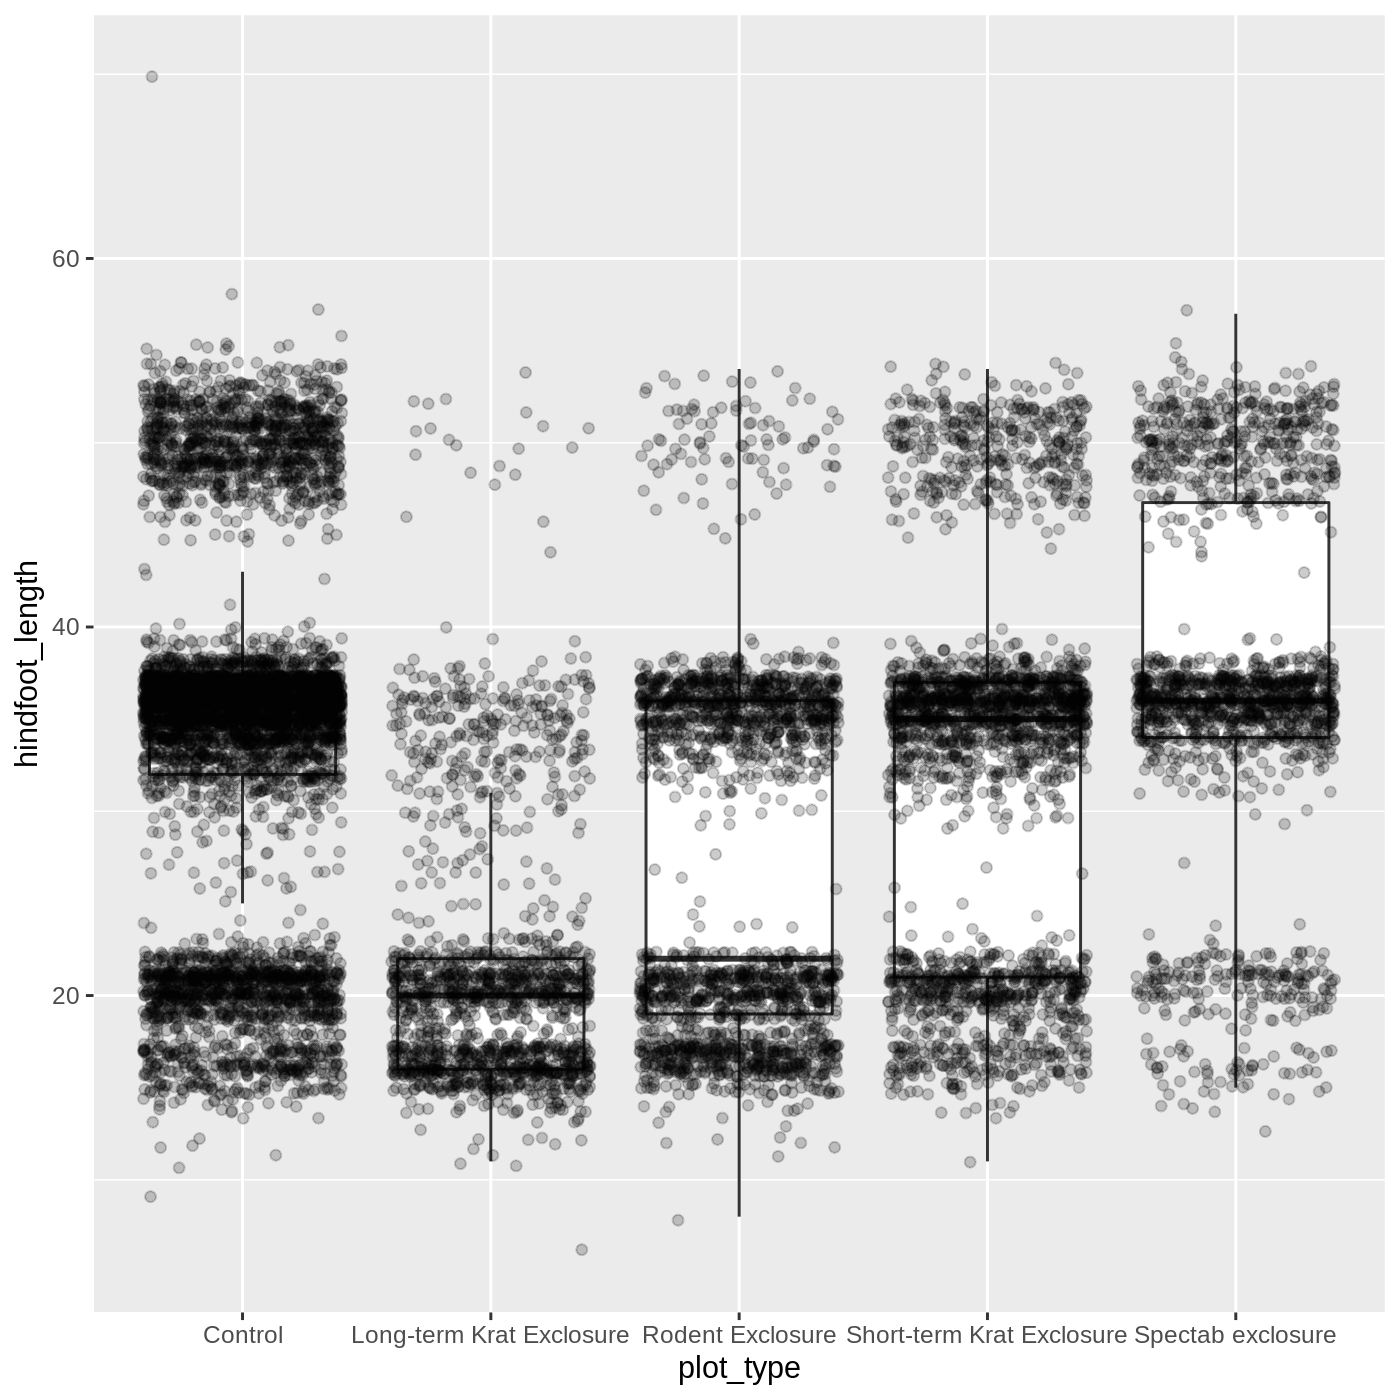 hindfoot_length
60
40
20
Control
Long-term Krat Exclosure
Rodent Exclosure
Short-term Krat Exclosure
Spectab exclosure
plot_type